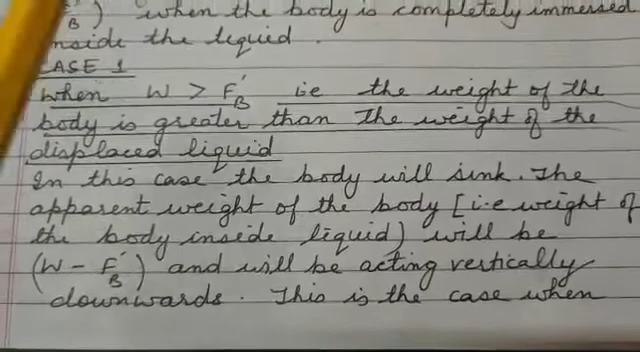 B) when the body is completely immersed
inside the liquid.
CASE 1
When W > F'B i.e the weight of the
body is greater than The weight of the
displaced liquid
In this case the body will sink. The
apparent weight of the body [i.e weight of
the body inside liquid) will be
(W - F'B) and will be acting vertically
downwards. This is the case when